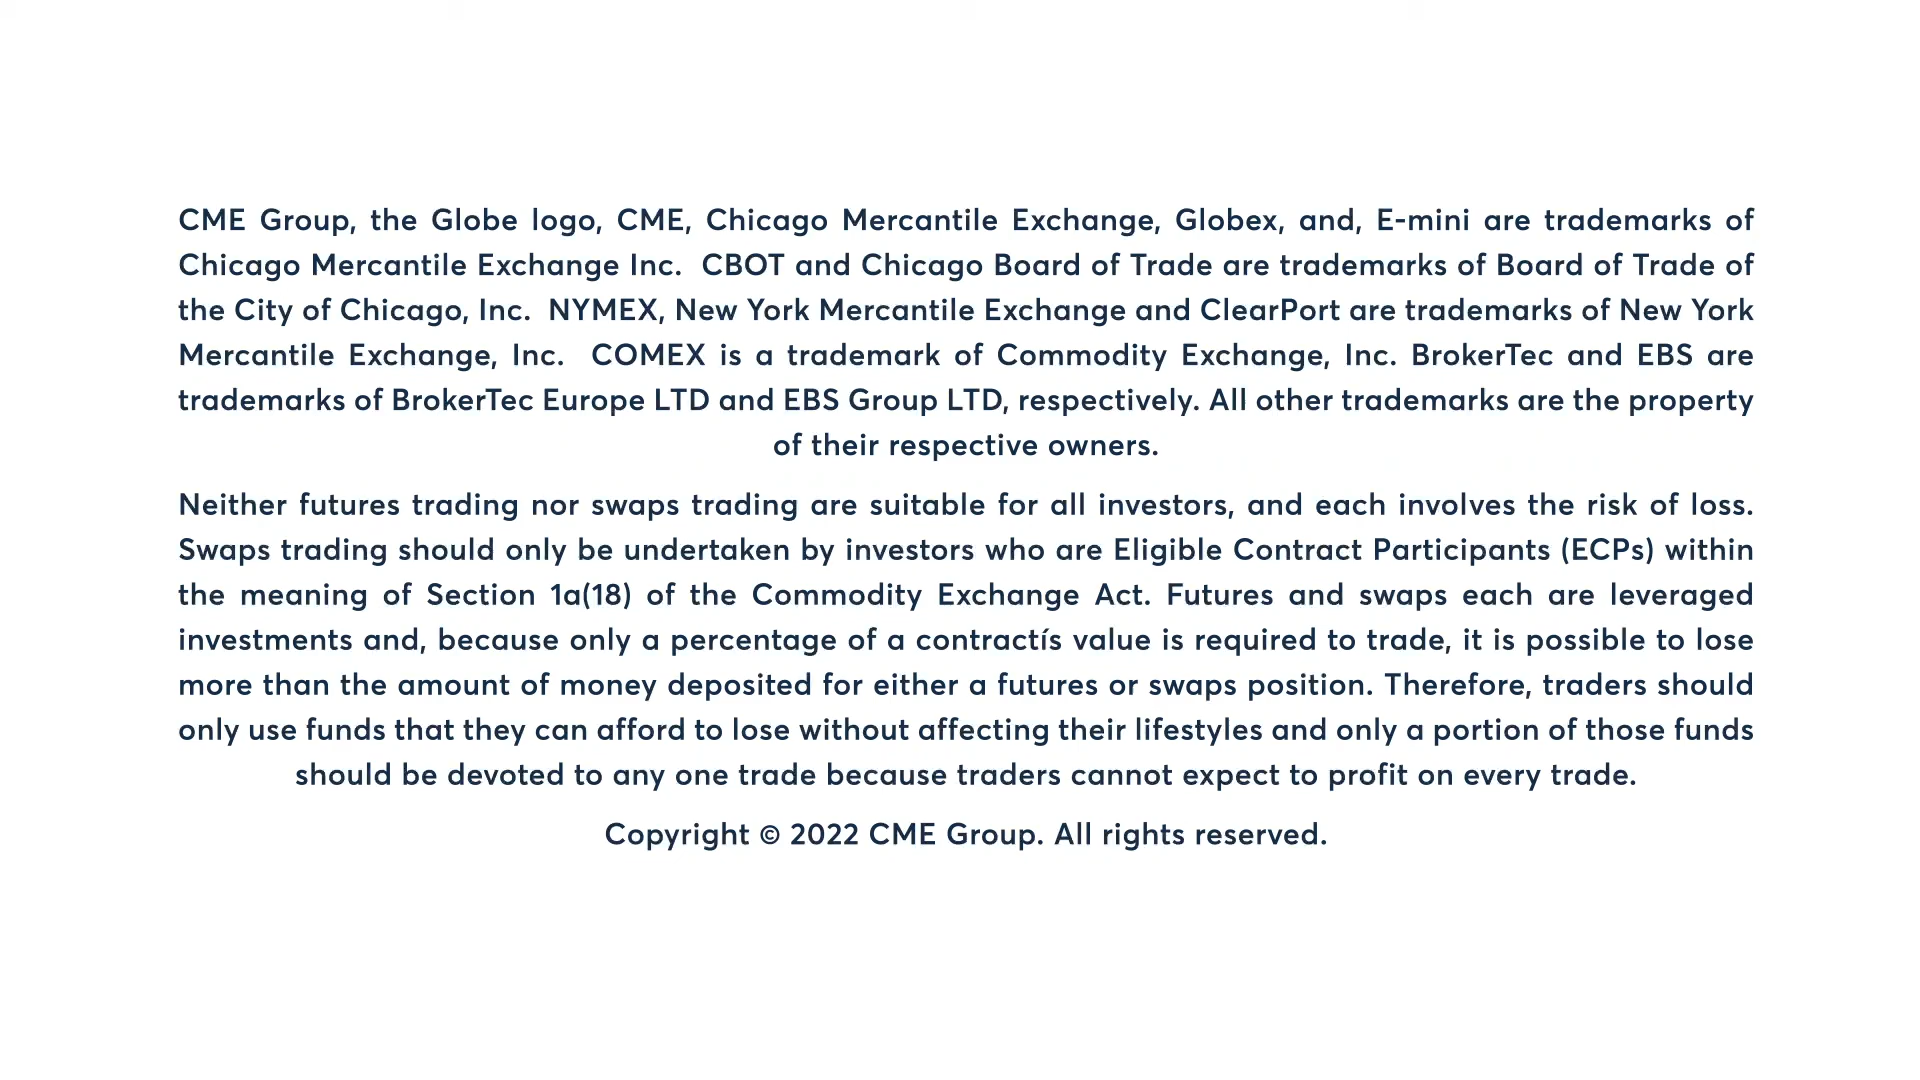 CME Group, the Globe logo, CME, Chicago Mercantile Exchange, Globex, and, E-mini are trademarks of
Chicago Mercantile Exchange Inc.  CBOT and Chicago Board of Trade are trademarks of Board of Trade of
the City of Chicago, Inc.  NYMEX, New York Mercantile Exchange and ClearPort are trademarks of New York
Mercantile Exchange, Inc.  COMEX is a trademark of Commodity Exchange, Inc. BrokerTec and EBS are
trademarks of BrokerTec Europe LTD and EBS Group LTD, respectively. All other trademarks are the property
of their respective owners.
Neither futures trading nor swaps trading are suitable for all investors, and each involves the risk of loss.
Swaps trading should only be undertaken by investors who are Eligible Contract Participants (ECPs) within
the meaning of Section 1a(18) of the Commodity Exchange Act. Futures and swaps each are leveraged
investments and, because only a percentage of a contractís value is required to trade, it is possible to lose
more than the amount of money deposited for either a futures or swaps position. Therefore, traders should
only use funds that they can afford to lose without affecting their lifestyles and only a portion of those funds
should be devoted to any one trade because traders cannot expect to profit on every trade.
Copyright © 2022 CME Group. All rights reserved.